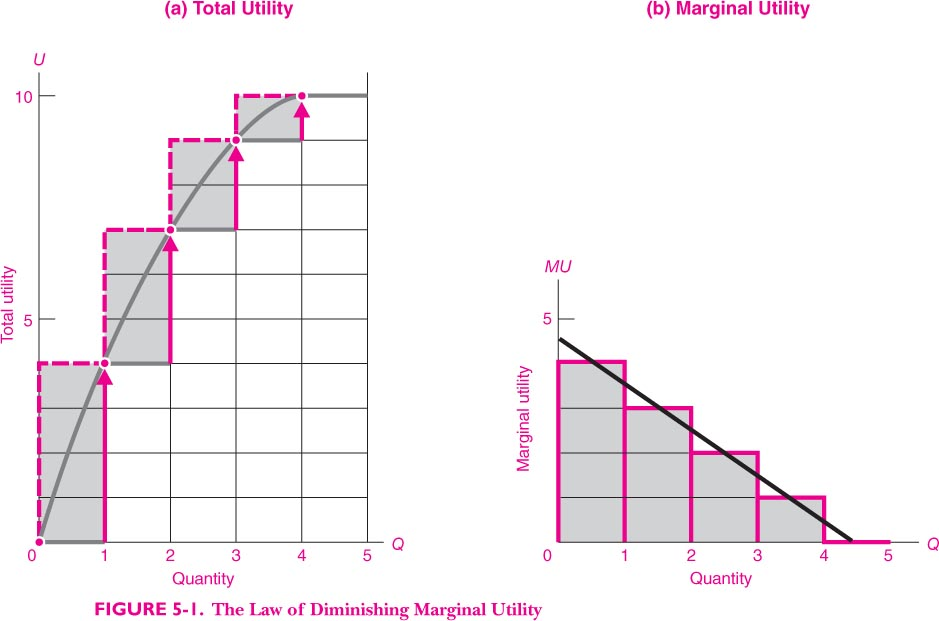 (a) Total Utility
U
10
5
Total utility
0 1 2 3 4 5 Q
Quantity
(b) Marginal Utility
MU
5
Marginal utility
0 1 2 3 4 5 Q
Quantity
FIGURE 5-1. The Law of Diminishing Marginal Utility